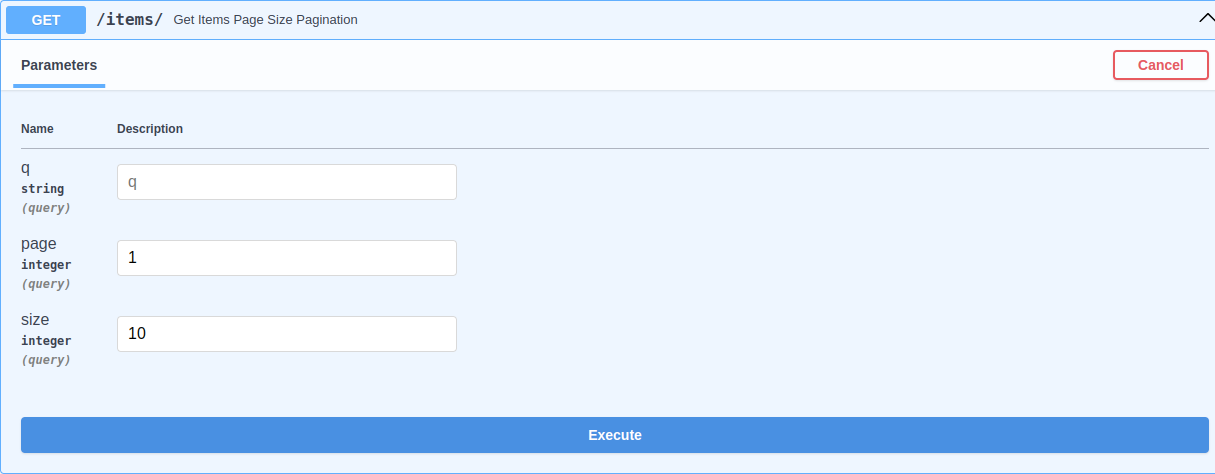 GET /items/ Get Items Page Size Pagination
Parameters
Cancel
Name Description
q
string
(query)
q
page
integer
(query)
1
size
integer
(query)
10
Execute